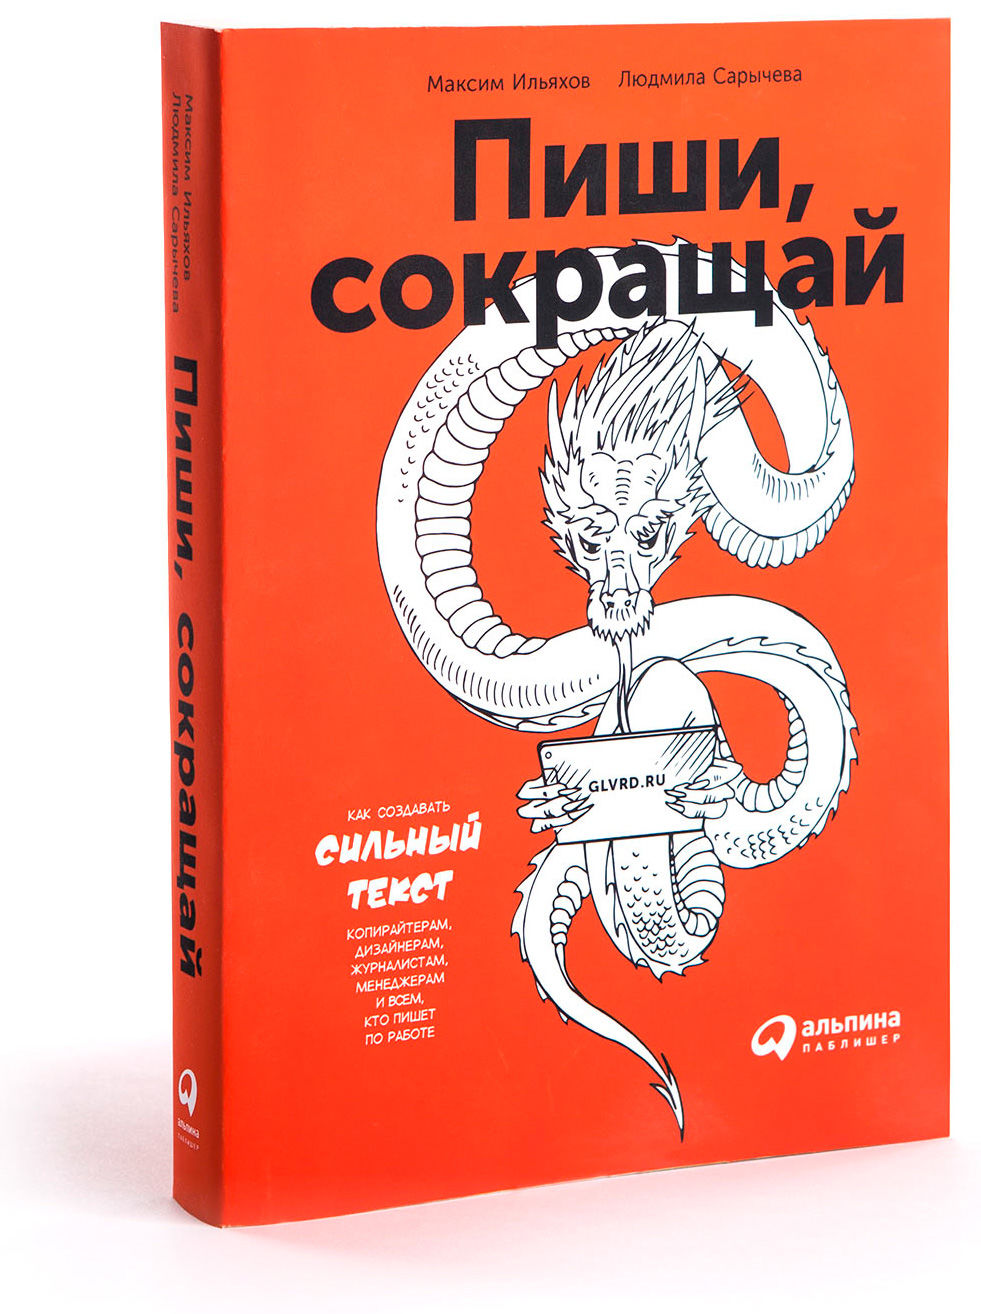 Максим Ильяхов Людмила Сарычева
Пиши,
сокращай
GLVRD.RU
КАК СОЗДАВАТЬ
СИЛЬНЫЙ
ТЕКСТ
КОПИРАЙТЕРАМ,
ДИЗАЙНЕРАМ,
ЖУРНАЛИСТАМ,
МЕНЕДЖЕРАМ
И ВСЕМ,
КТО ПИШЕТ
ПО РАБОТЕ
альпина
ПАБЛИШЕР
Максим Ильяхов
Людмила Сарычева
Пиши, сокращай
альпина
ПАБЛИШЕР